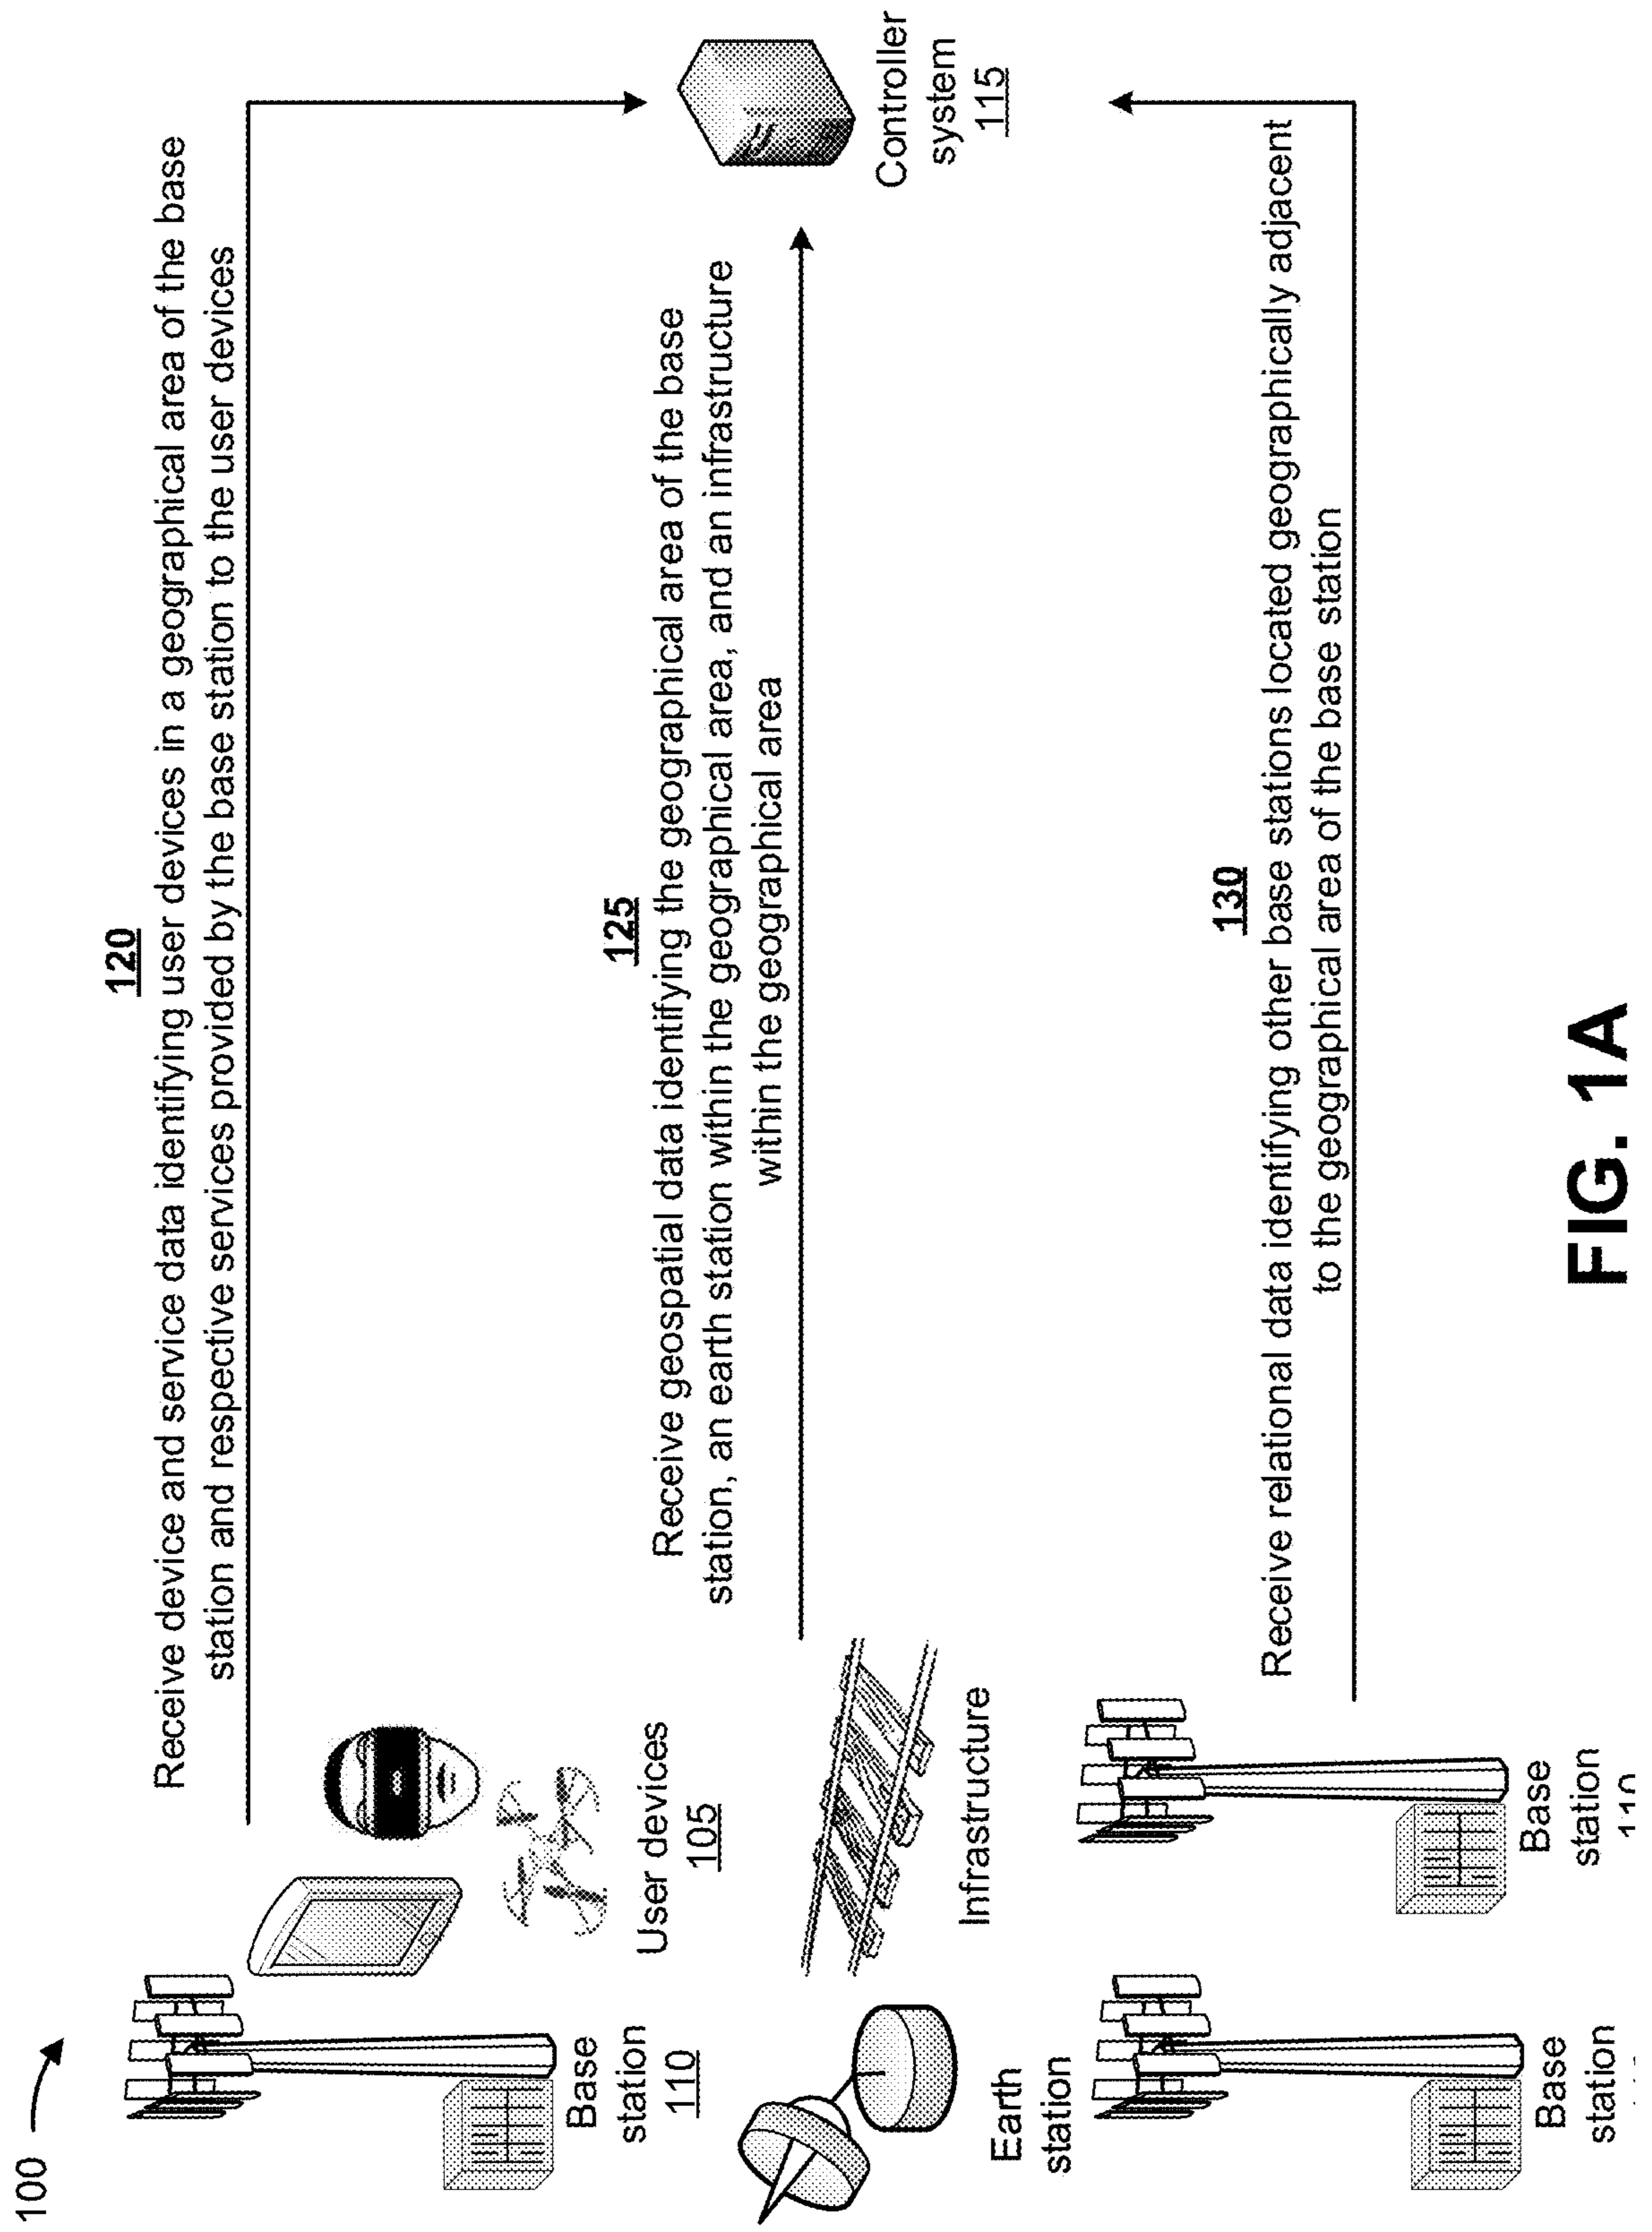 100
120
Receive device and service data identifying user devices in a geographical area of the base
station and respective services provided by the base station to the user devices
Base
station
110
User devices
105
125
Receive geospatial data identifying the geographical area of the base
station, an earth station within the geographical area, and an infrastructure
within the geographical area
Earth
station
Infrastructure
Controller
system
115
130
Receive relational data identifying other base stations located geographically adjacent
to the geographical area of the base station
Base
station
Base
station
FIG. 1A